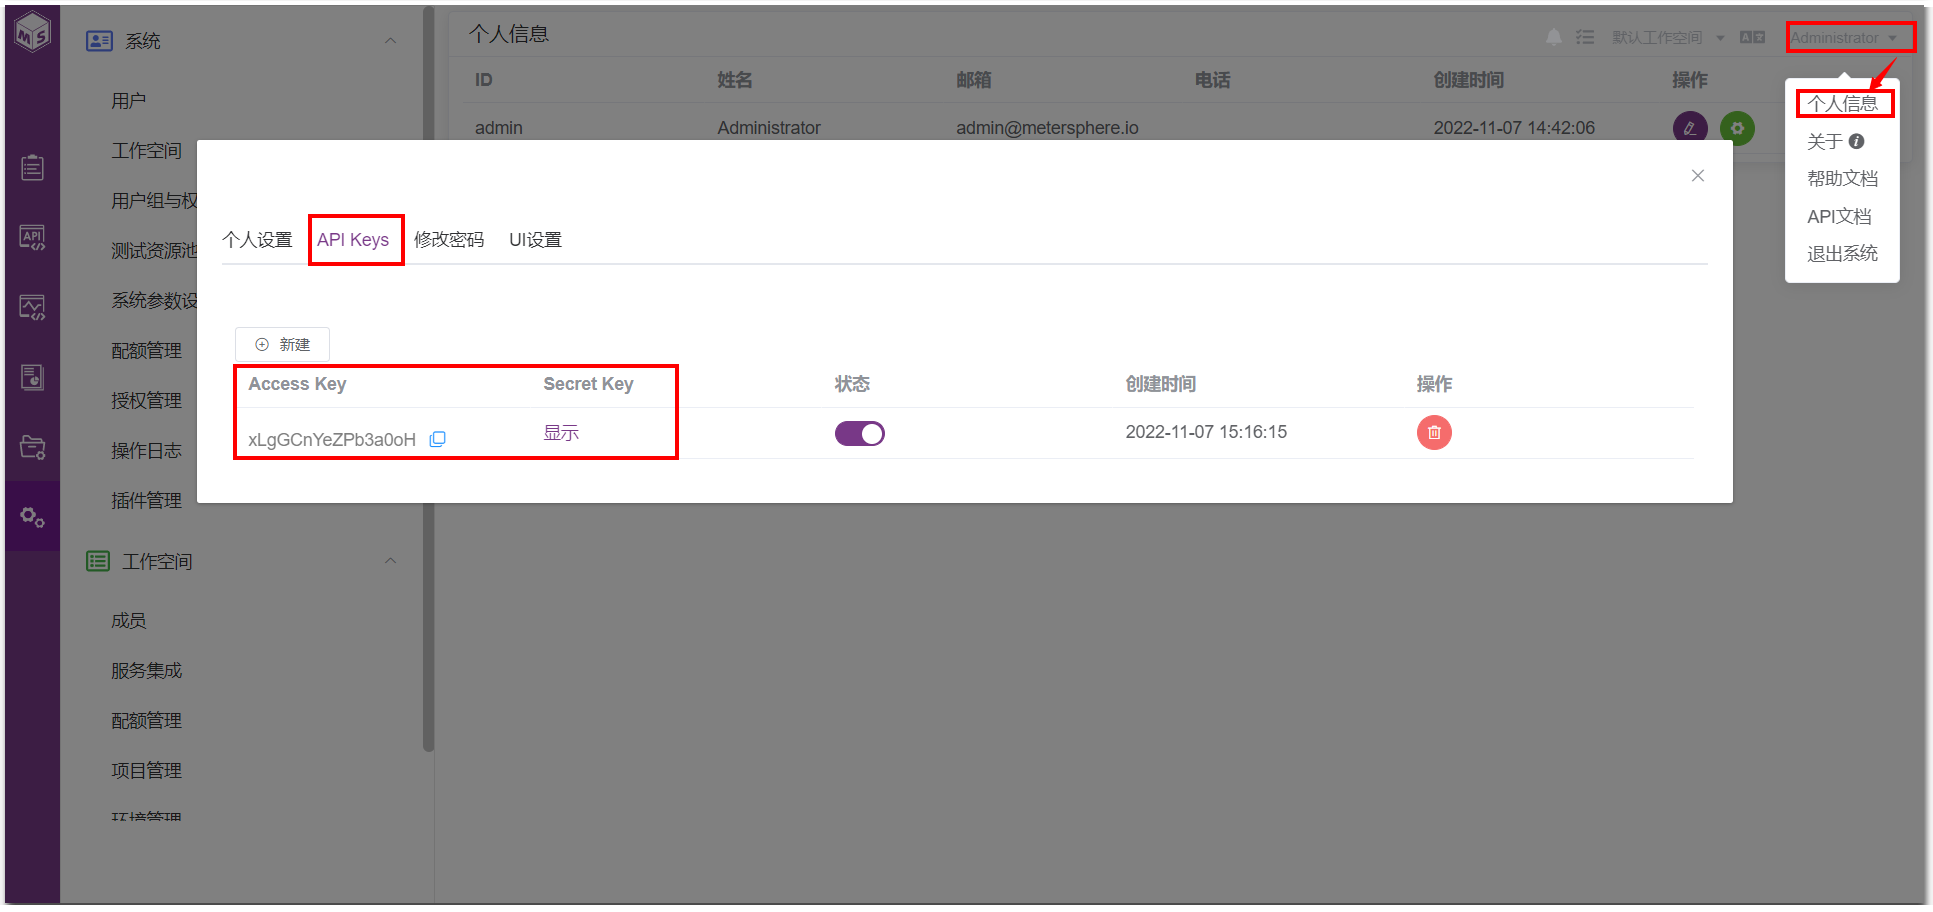 MS
系统
用户
工作空间
用户组与权
测试资源池
系统参数设
配额管理
授权管理
操作日志
插件管理
工作空间
成员
服务集成
配额管理
项目管理
环境管理
API
个人信息
默认工作空间
Administrator
ID 姓名 邮箱 电话 创建时间 操作
admin Administrator admin@metersphere.io 2022-11-07 14:42:06
个人信息
关于
帮助文档
API文档
退出系统
个人设置 API Keys 修改密码 UI设置
新建
Access Key Secret Key 状态 创建时间 操作
xLgGCnYeZPb3a0oH 显示 2022-11-07 15:16:15